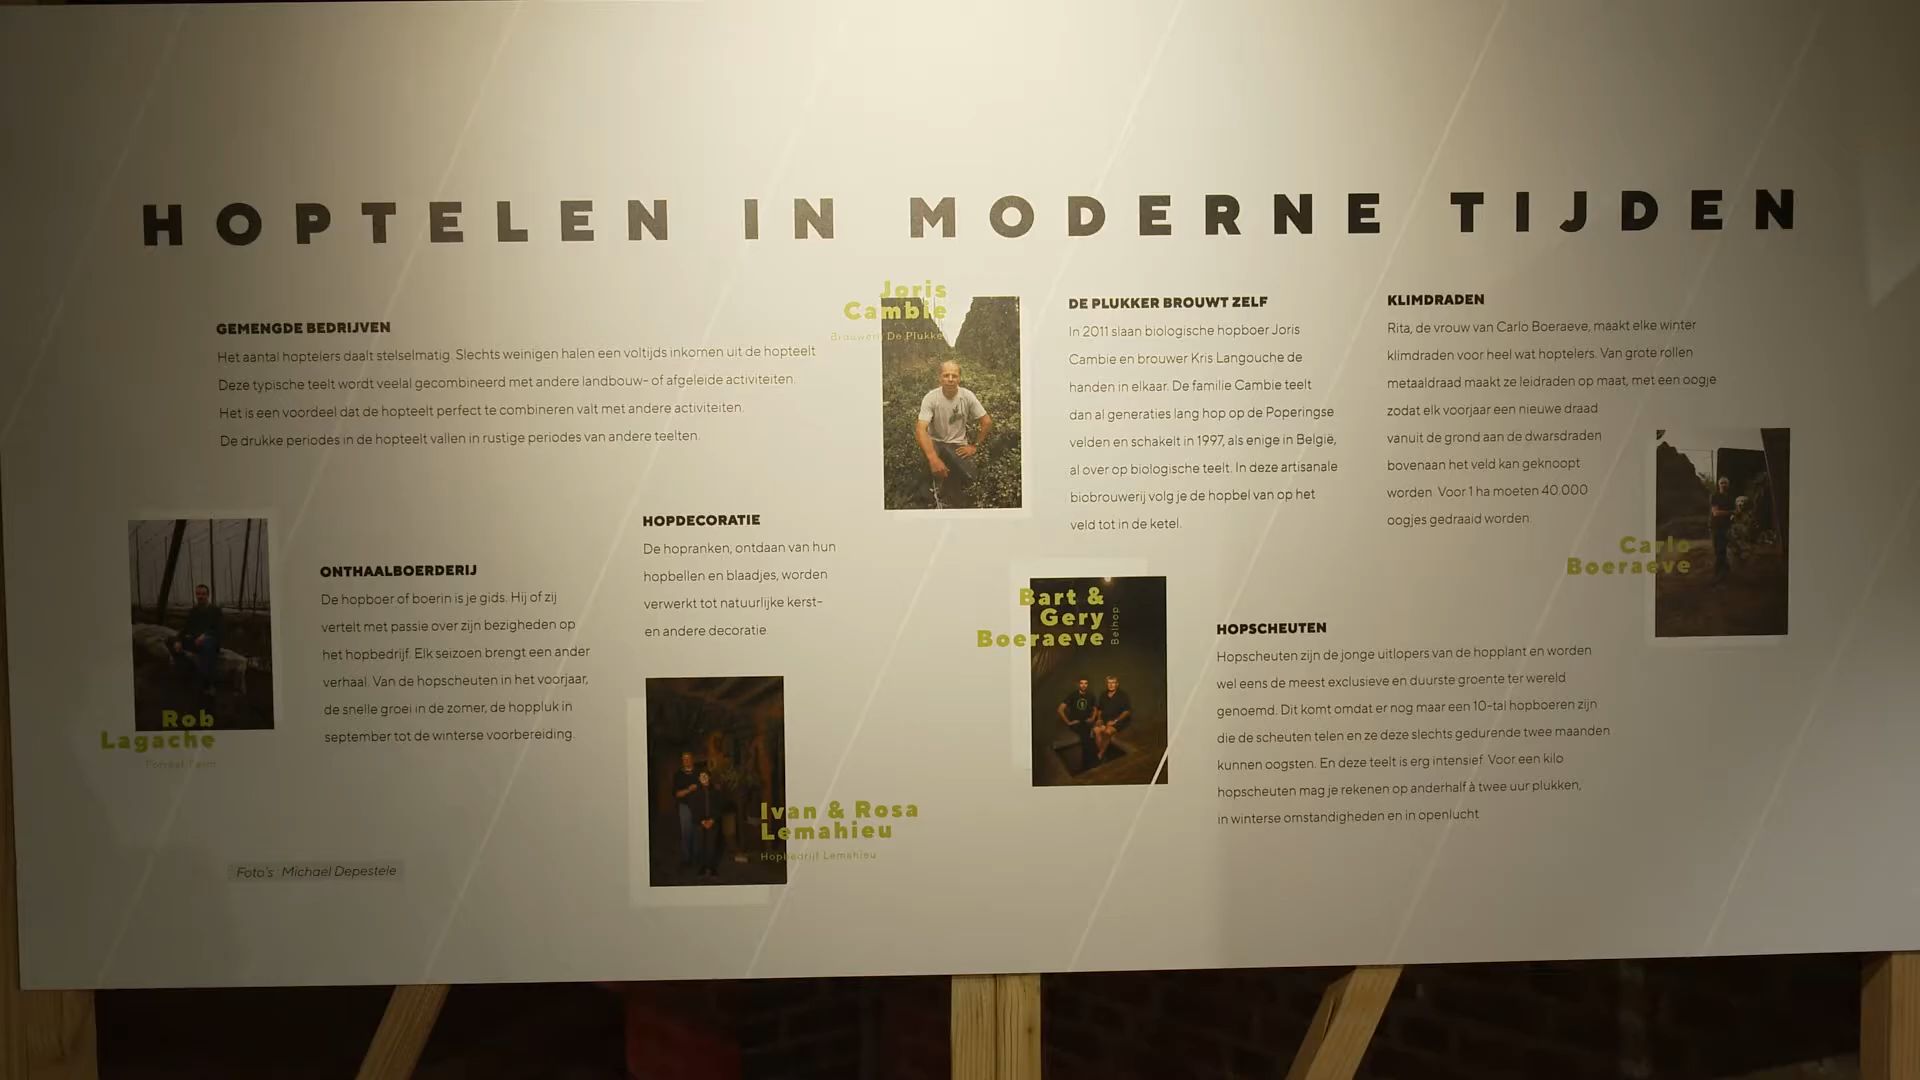 HOPTELEN IN MODERNE TIJDEN
GEMENGDE BEDRIJVEN
Het aantal hoptelers daalt stelselmatig. Slechts weinigen halen een voltijds inkomen uit de hopteelt
Deze typische teelt wordt veelal gecombineerd met andere landbouw- of afgeleide activiteiten.
Het is een voordeel dat de hopteelt perfect te combineren valt met andere activiteiten.
De drukke periodes in de hopteelt vallen in rustige periodes van andere teelten.
Rob
Lagache
ONTHAALBOERDERIJ
De hopboer of boerin is je gids. Hij of zij
vertelt met passie over zijn bezigheden op
het hopbedrijf. Elk seizoen brengt een ander
verhaal. Van de hopscheuten in het voorjaar,
de snelle groei in de zomer, de hoppluk in
september tot de winterse voorbereiding.
Foto's: Michaël Depestele
HOPDECORATIE
De hopranken, ontdaan van hun
hopbellen en blaadjes, worden
verwerkt tot natuurlijke kerst-
en andere decoratie.
Ivan & Rosa
Lemahieu
Hopbedrijf Lemahieu
Joris
Cambie
Brouwerij De Plukker
DE PLUKKER BROUWT ZELF
In 2011 slaan biologische hopboer Joris
Cambie en brouwer Kris Langouche de
handen in elkaar. De familie Cambie teelt
dan al generaties lang hop op de Poperingse
velden en schakelt in 1997, als enige in België,
al over op biologische teelt. In deze artisanale
biobrouwerij volg je de hopbel van op het
veld tot in de ketel.
Bart &
Gery
Boeraeve
Belhop
KLIMDRADEN
Rita, de vrouw van Carlo Boeraeve, maakt elke winter
klimdraden voor heel wat hoptelers. Van grote rollen
metaaldraad maakt ze leidraden op maat, met een oogje
zodat elk voorjaar een nieuwe draad
vanuit de grond aan de dwarsdraden
bovenaan het veld kan geknoopt
worden. Voor 1 ha moeten 40.000
oogjes gedraaid worden.
Carlo
Boeraeve
HOPSCHEUTEN
Hopscheuten zijn de jonge uitlopers van de hopplant en worden
wel eens de meest exclusieve en duurste groente ter wereld
genoemd. Dit komt omdat er nog maar een 10-tal hopboeren zijn
die de scheuten telen en ze deze slechts gedurende twee maanden
kunnen oogsten. En deze teelt is erg intensief. Voor een kilo
hopscheuten mag je rekenen op anderhalf à twee uur plukken,
in winterse omstandigheden en in openlucht